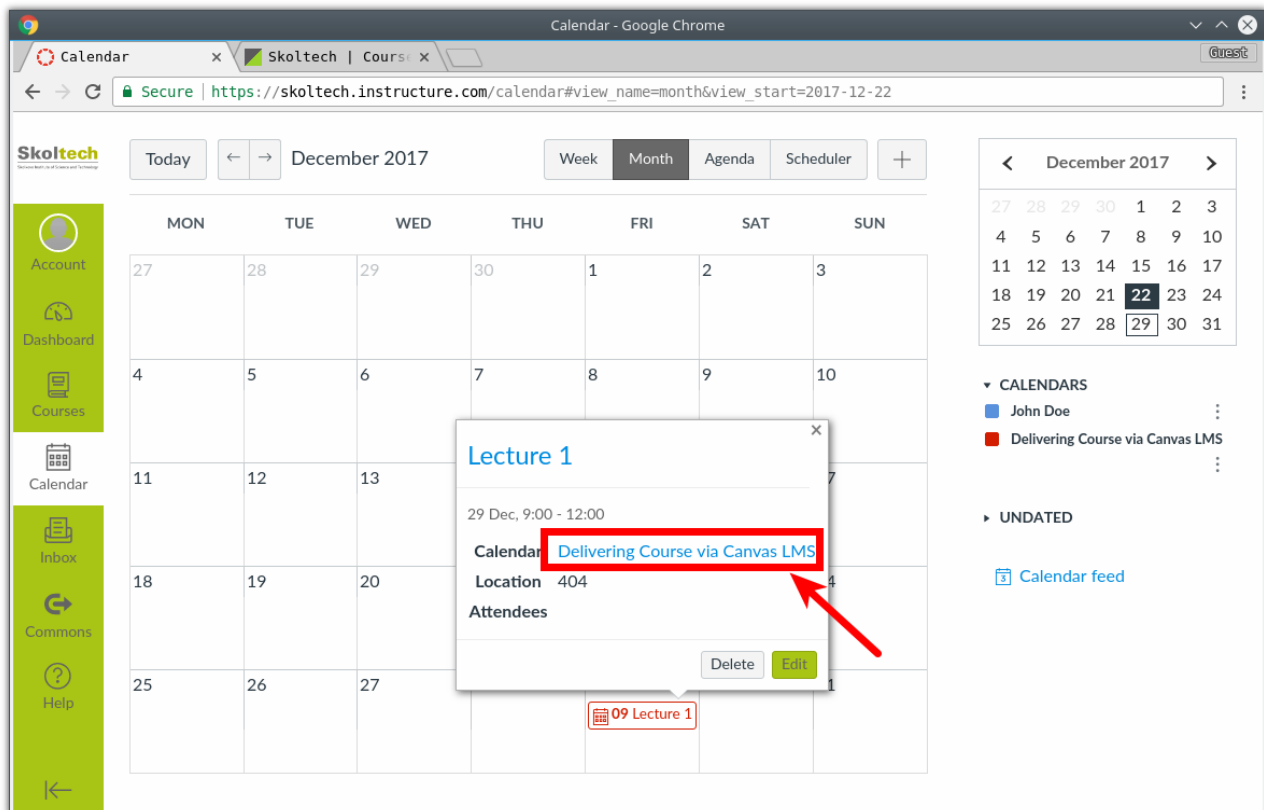 Calendar - Google Chrome
Calendar
Skoltech | Cours
Guest
Secure | https://skoltech.instructure.com/calendar#view_name=month&view_start=2017-12-22
Skoltech
Today ← → December 2017 Week Month Agenda Scheduler +
MON TUE WED THU FRI SAT SUN
27 28 29 30 1 2 3
4 5 6 7 8 9 10
11 12 13 7
18 19 20 4
25 26 27 1
09 Lecture 1
Account
Dashboard
Courses
Calendar
Inbox
Commons
Help
Lecture 1
29 Dec, 9:00 - 12:00
Calendar Delivering Course via Canvas LMS
Location 404
Attendees
Delete Edit
December 2017
27 28 29 30 1 2 3
4 5 6 7 8 9 10
11 12 13 14 15 16 17
18 19 20 21 22 23 24
25 26 27 28 29 30 31
CALENDARS
John Doe
Delivering Course via Canvas LMS
UNDATED
Calendar feed